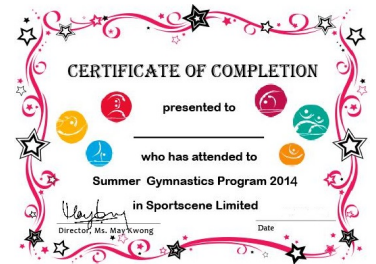 CERTIFICATE OF COMPLETION
presented to
who has attended to
Summer Gymnastics Program 2014
in Sportscene Limited
Director, Ms. May Kwong
Date